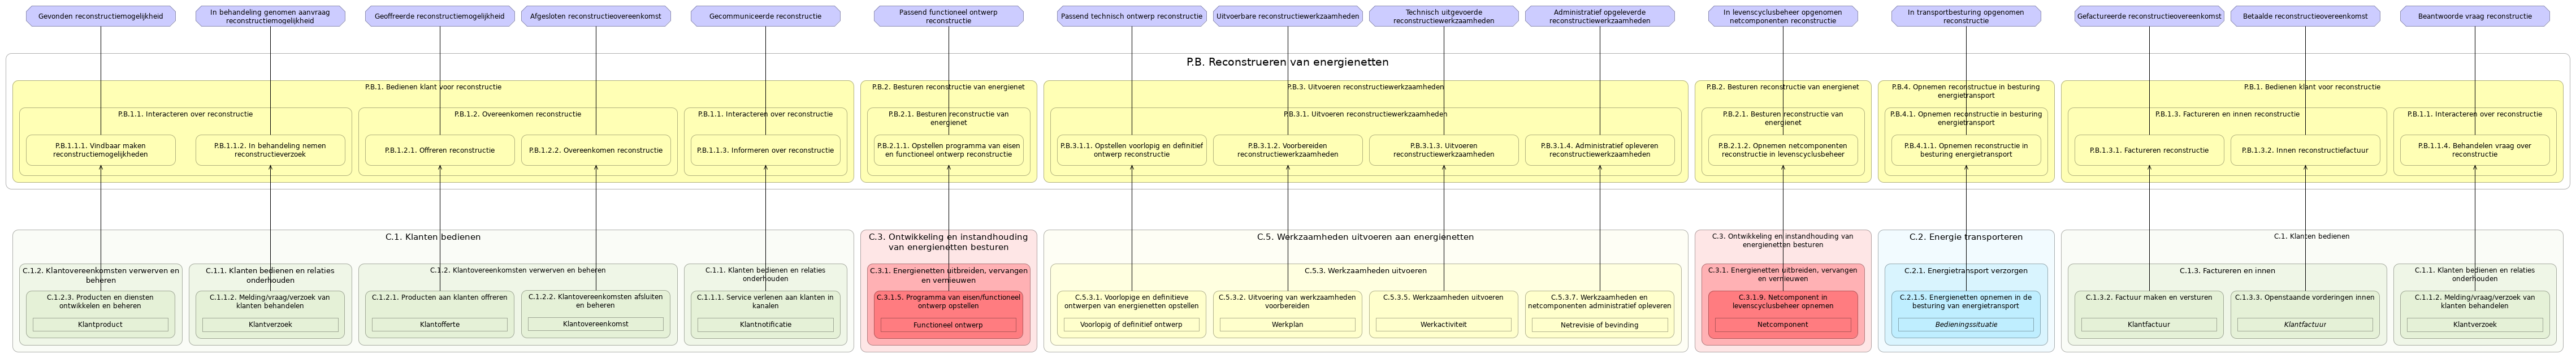 Gevonden reconstructiemogelijkheid
In behandeling genomen aanvraag
reconstructiemogelijkheid
Geoffreerde reconstructiemogelijkheid
Afgesloten reconstructieovereenkomst
Gecommuniceerde reconstructie
Passend functioneel ontwerp
reconstructie
Passend technisch ontwerp reconstructie
Uitvoerbare reconstructiewerkzaamheden
Technisch uitgevoerde
reconstructiewerkzaamheden
Administratief opgeleverde
reconstructiewerkzaamheden
In levenscyclusbeheer opgenomen
netcomponenten reconstructie
In transportbesturing opgenomen
reconstructie
Gefactureerde reconstructieovereenkomst
Betaalde reconstructieovereenkomst
Beantwoorde vraag reconstructie
P.B. Reconstrueren van energienetten
P.B.1. Bedienen klant voor reconstructie
P.B.2. Besturen reconstructie van energienet
P.B.3. Uitvoeren reconstructiewerkzaamheden
P.B.2. Besturen reconstructie van energienet
P.B.4. Opnemen reconstructue in besturing
energietransport
P.B.1. Bedienen klant voor reconstructie
P.B.1.1. Interacteren over reconstructie
P.B.1.2. Overeenkomen reconstructie
P.B.1.1. Interacteren over reconstructie
P.B.2.1. Besturen reconstructie van
energienet
P.B.3.1. Uitvoeren reconstructiewerkzaamheden
P.B.2.1. Besturen reconstructie van
energienet
P.B.4.1. Opnemen reconstructie in besturing
energietransport
P.B.1.3. Factureren en innen reconstructie
P.B.1.1. Interacteren over reconstructie
P.B.1.1.1. Vindbaar maken
reconstructiemogelijkheden
P.B.1.1.2. In behandeling nemen
reconstructieverzoek
P.B.1.2.1. Offreren reconstructie
P.B.1.2.2. Overeenkomen reconstructie
P.B.1.1.3. Informeren over reconstructie
P.B.2.1.1. Opstellen programma van eisen
en functioneel ontwerp reconstructie
P.B.3.1.1. Opstellen voorlopig en definitief
ontwerp reconstructie
P.B.3.1.2. Voorbereiden
reconstructiewerkzaamheden
P.B.3.1.3. Uitvoeren
reconstructiewerkzaamheden
P.B.3.1.4. Administratief opleveren
reconstructiewerkzaamheden
P.B.2.1.2. Opnemen netcomponenten
reconstructie in levenscyclusbeheer
P.B.4.1.1. Opnemen reconstructie in
besturing energietransport
P.B.1.3.1. Factureren reconstructie
P.B.1.3.2. Innen reconstructiefactuur
P.B.1.1.4. Behandelen vraag over
reconstructie
C.1. Klanten bedienen
C.3. Ontwikkeling en instandhouding
van energienetten besturen
C.5. Werkzaamheden uitvoeren aan energienetten
C.3. Ontwikkeling en instandhouding van
energienetten besturen
C.2. Energie transporteren
C.1. Klanten bedienen
C.1.2. Klantovereenkomsten verwerven en
beheren
C.1.1. Klanten bedienen en relaties
onderhouden
C.1.2. Klantovereenkomsten verwerven en beheren
C.1.1. Klanten bedienen en relaties
onderhouden
C.3.1. Energienetten uitbreiden, vervangen
en vernieuwen
C.5.3. Werkzaamheden uitvoeren
C.3.1. Energienetten uitbreiden, vervangen
en vernieuwen
C.2.1. Energietransport verzorgen
C.1.3. Factureren en innen
C.1.1. Klanten bedienen en relaties
onderhouden
C.1.2.3. Producten en diensten
ontwikkelen en beheren
C.1.1.2. Melding/vraag/verzoek van
klanten behandelen
C.1.2.1. Producten aan klanten offreren
C.1.2.2. Klantovereenkomsten afsluiten
en beheren
C.1.1.1. Service verlenen aan klanten in
kanalen
C.3.1.5. Programma van eisen/functioneel
ontwerp opstellen
C.5.3.1. Voorlopige en definitieve
ontwerpen van energienetten opstellen
C.5.3.2. Uitvoering van werkzaamheden
voorbereiden
C.5.3.5. Werkzaamheden uitvoeren
C.5.3.7. Werkzaamheden en
netcomponenten administratief opleveren
C.3.1.9. Netcomponent in
levenscyclusbeheer opnemen
C.2.1.5. Energienetten opnemen in de
besturing van energietransport
C.1.3.2. Factuur maken en versturen
C.1.3.3. Openstaande vorderingen innen
C.1.1.2. Melding/vraag/verzoek van
klanten behandelen
Klantproduct
Klantverzoek
Klantofferte
Klantovereenkomst
Klantnotificatie
Functioneel ontwerp
Voorlopig of definitief ontwerp
Werkplan
Werkactiviteit
Netrevisie of bevinding
Netcomponent
Bedieningssituatie
Klantfactuur
Klantfactuur
Klantverzoek